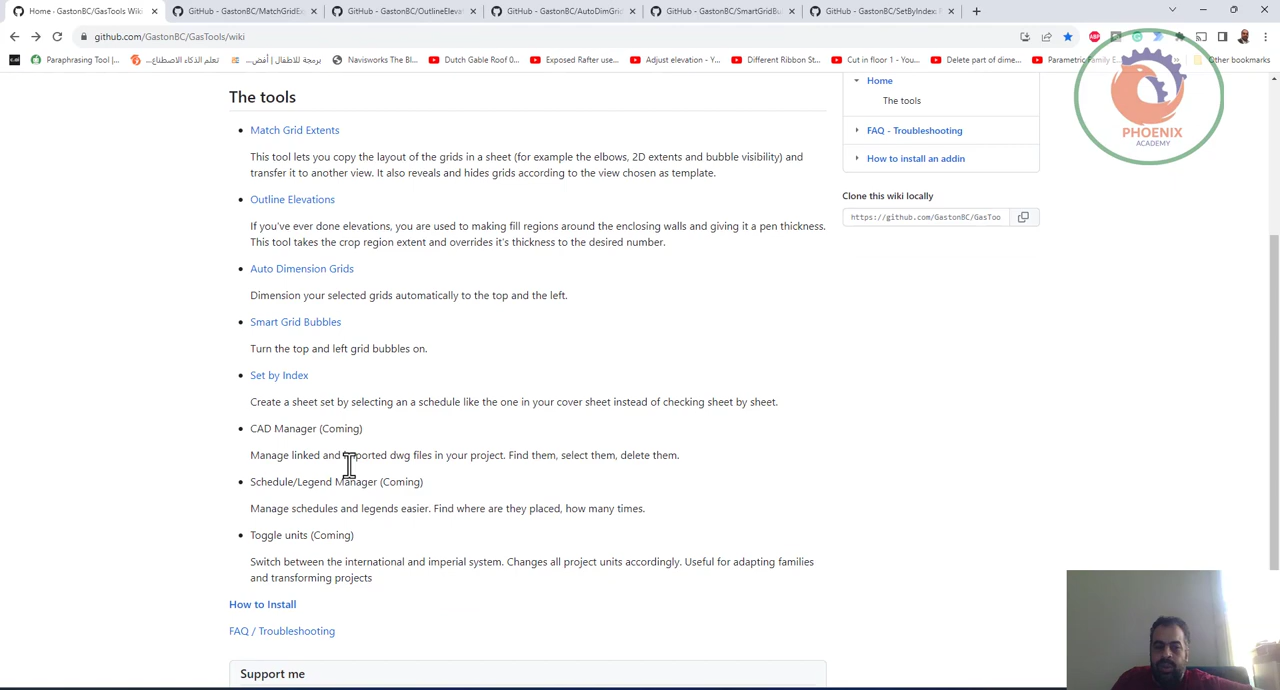 Home · GastonBC/GasTools Wiki
GitHub - GastonBC/MatchGridExte
GitHub - GastonBC/OutlineElevati
GitHub - GastonBC/AutoDimGrids
GitHub - GastonBC/SmartGridBub
GitHub - GastonBC/SetByIndex: R
github.com/GastonBC/GasTools/wiki
Paraphrasing Tool |...
تعلم الذكاء الاصطناع...
برمجة للاطفال | أفض...
Navisworks The Bl...
Dutch Gable Roof 0...
Exposed Rafter use...
Adjust elevation - Y...
Different Ribbon St...
Cut in floor 1 - You...
Delete part of dime...
Parametric Family E...
Other bookmarks
PHOENIX
ACADEMY
The tools
Match Grid Extents
This tool lets you copy the layout of the grids in a sheet (for example the elbows, 2D extents and bubble visibility) and
transfer it to another view. It also reveals and hides grids according to the view chosen as template.
Outline Elevations
If you've ever done elevations, you are used to making fill regions around the enclosing walls and giving it a pen thickness.
This tool takes the crop region extent and overrides it's thickness to the desired number.
Auto Dimension Grids
Dimension your selected grids automatically to the top and the left.
Smart Grid Bubbles
Turn the top and left grid bubbles on.
Set by Index
Create a sheet set by selecting an a schedule like the one in your cover sheet instead of checking sheet by sheet.
CAD Manager (Coming)
Manage linked and imported dwg files in your project. Find them, select them, delete them.
Schedule/Legend Manager (Coming)
Manage schedules and legends easier. Find where are they placed, how many times.
Toggle units (Coming)
Switch between the international and imperial system. Changes all project units accordingly. Useful for adapting families
and transforming projects
How to Install
FAQ / Troubleshooting
Support me
Home
The tools
FAQ - Troubleshooting
How to install an addin
Clone this wiki locally
https://github.com/GastonBC/GasToo